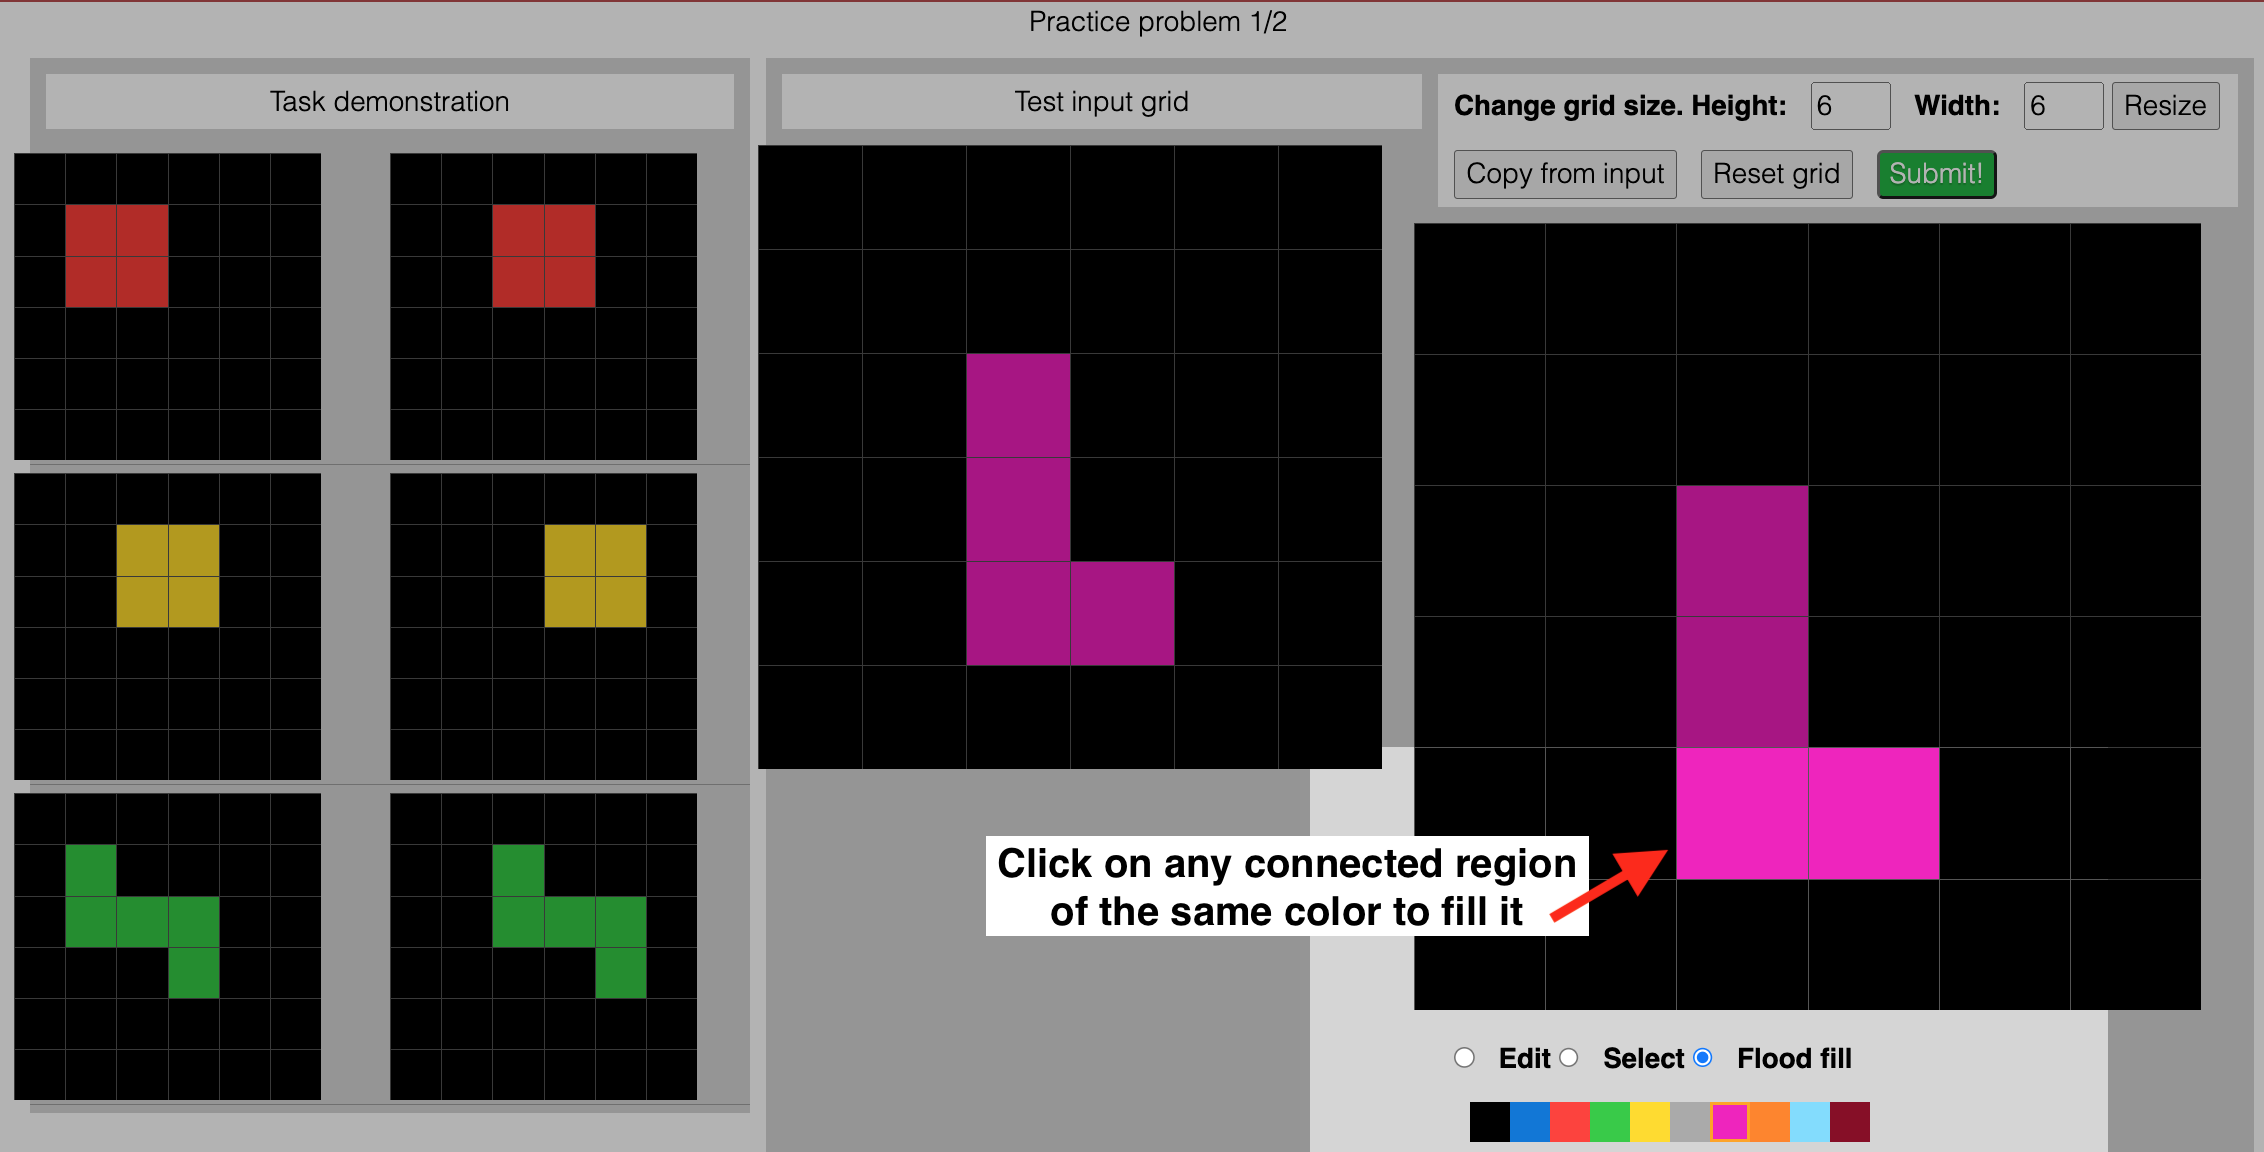 Practice problem 1/2
Task demonstration
Test input grid
Change grid size. Height: 6 Width: 6 Resize
Copy from input Reset grid Submit!
Click on any connected region
of the same color to fill it
Edit Select Flood fill